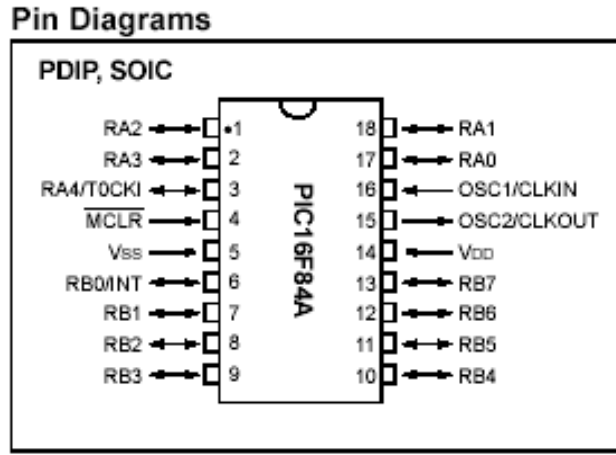 Pin Diagrams
PDIP, SOIC
RA2 •1 18 RA1
RA3 2 17 RA0
RA4/T0CKI 3 16 OSC1/CLKIN
MCLR 4 15 OSC2/CLKOUT
VSS 5 14 VDD
RB0/INT 6 13 RB7
RB1 7 12 RB6
RB2 8 11 RB5
RB3 9 10 RB4
PIC16F84A